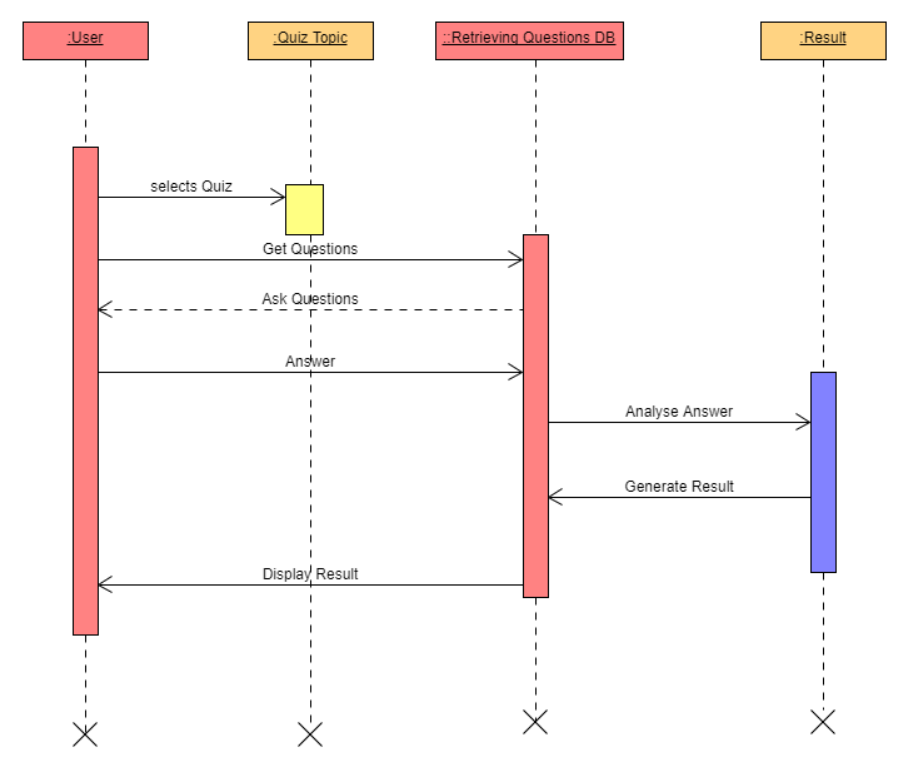 :User
:Quiz Topic
::Retrieving Questions DB
:Result
selects Quiz
Get Questions
Ask Questions
Answer
Analyse Answer
Generate Result
Display Result